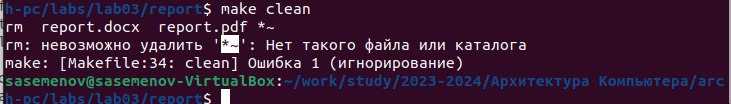 h-pc/labs/lab03/report$ make clean
rm  report.docx  report.pdf *~
rm: невозможно удалить '*~': Нет такого файла или каталога
make: [Makefile:34: clean] Ошибка 1 (игнорирование)
sasemenov@sasemenov-VirtualBox:~/work/study/2023-2024/Архитектура Компьютера/arc
h-pc/labs/lab03/report$